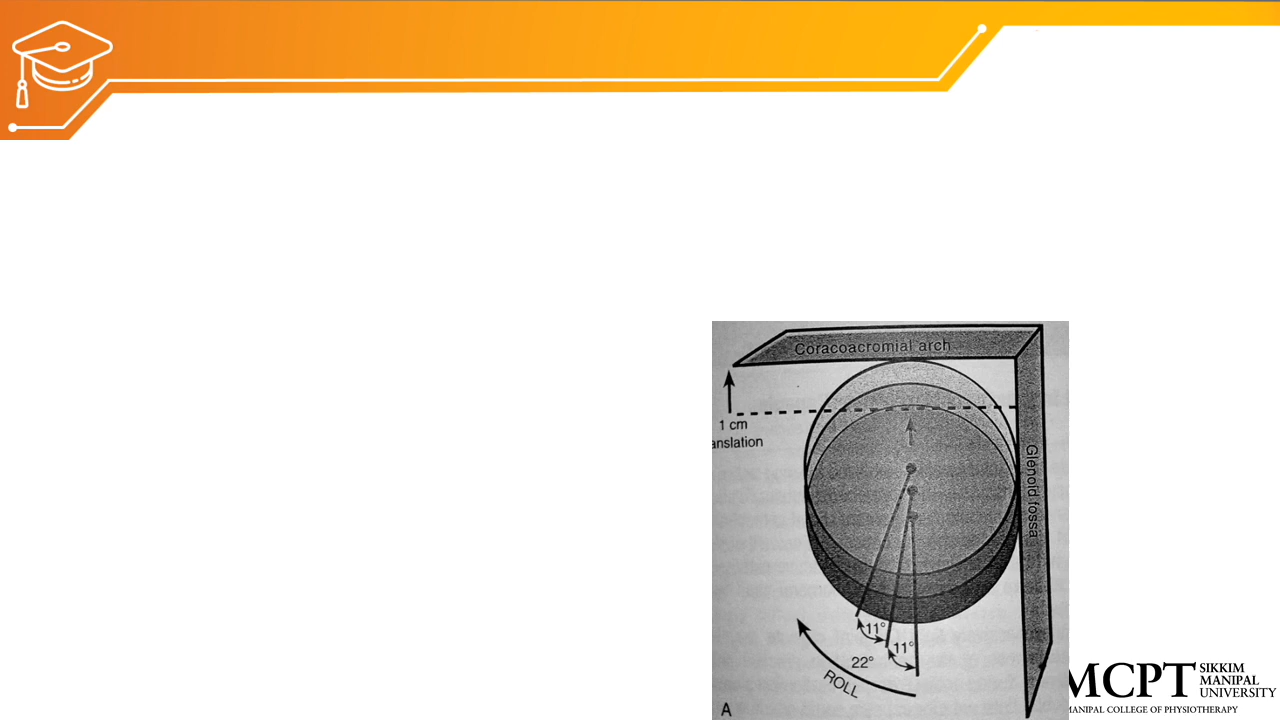 Coracoacromial arch
1 cm
anslation
Glenoid fossa
11°
11°
22°
ROLL
A
MCPT
SIKKIM
MANIPAL
UNIVERSITY
MANIPAL COLLEGE OF PHYSIOTHERAPY